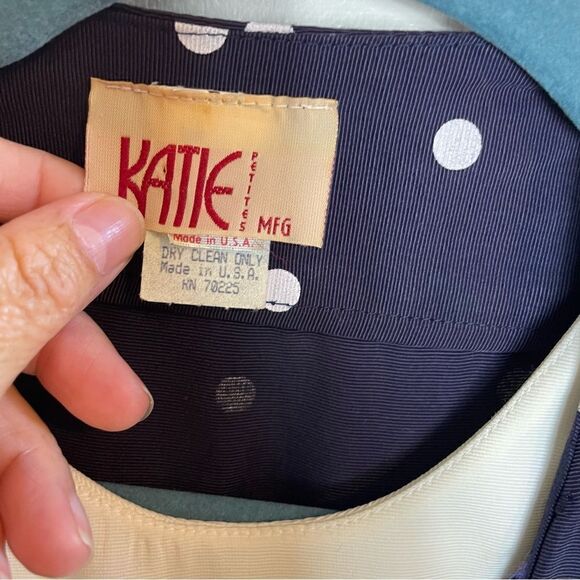 KATIE
PETITES
MFG
Made in U.S.A.
DRY CLEAN ONLY
Made in U.S.A.
RN 70225